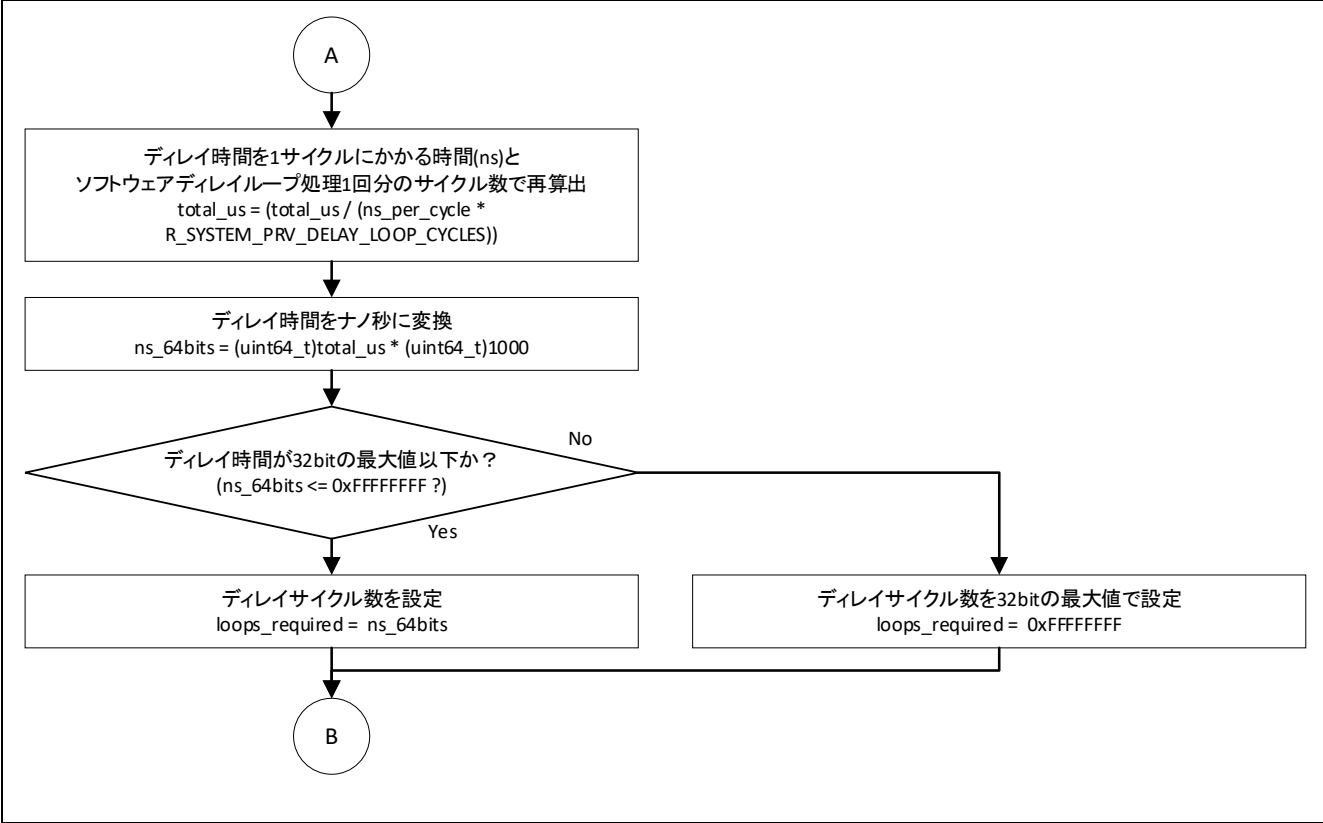 A
ディレイ時間を1サイクルにかかる時間(ns)と
ソフトウェアディレイループ処理1回分のサイクル数で再算出
total_us = (total_us / (ns_per_cycle *
R_SYSTEM_PRV_DELAY_LOOP_CYCLES))
ディレイ時間をナノ秒に変換
ns_64bits = (uint64_t)total_us * (uint64_t)1000
No
ディレイ時間が32bitの最大値以下か？
(ns_64bits <= 0xFFFFFFFF ?)
Yes
ディレイサイクル数を設定
loops_required = ns_64bits
ディレイサイクル数を32bitの最大値で設定
loops_required = 0xFFFFFFFF
B